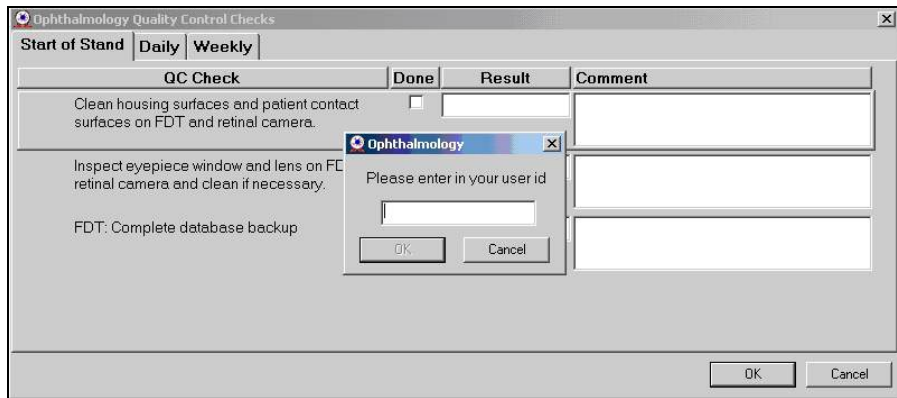 Ophthalmology Quality Control Checks
Start of Stand Daily Weekly
QC Check Done Result Comment
Clean housing surfaces and patient contact
surfaces on FDT and retinal camera.
Ophthalmology
Inspect eyepiece window and lens on FD
retinal camera and clean if necessary.
Please enter in your user id
FDT: Complete database backup
OK Cancel
OK Cancel